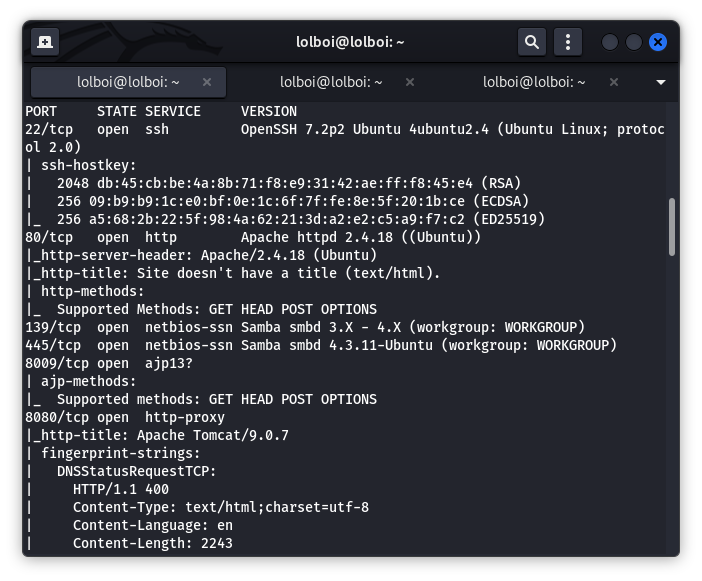 lolboi@lolboi: ~
lolboi@lolboi: ~
lolboi@lolboi: ~
lolboi@lolboi: ~
PORT     STATE SERVICE     VERSION
22/tcp   open  ssh         OpenSSH 7.2p2 Ubuntu 4ubuntu2.4 (Ubuntu Linux; protoc
ol 2.0)
| ssh-hostkey:
|   2048 db:45:cb:be:4a:8b:71:f8:e9:31:42:ae:ff:f8:45:e4 (RSA)
|   256 09:b9:b9:1c:e0:bf:0e:1c:6f:7f:fe:8e:5f:20:1b:ce (ECDSA)
|_  256 a5:68:2b:22:5f:98:4a:62:21:3d:a2:e2:c5:a9:f7:c2 (ED25519)
80/tcp   open  http        Apache httpd 2.4.18 ((Ubuntu))
|_http-server-header: Apache/2.4.18 (Ubuntu)
|_http-title: Site doesn't have a title (text/html).
| http-methods:
|_  Supported Methods: GET HEAD POST OPTIONS
139/tcp  open  netbios-ssn Samba smbd 3.X - 4.X (workgroup: WORKGROUP)
445/tcp  open  netbios-ssn Samba smbd 4.3.11-Ubuntu (workgroup: WORKGROUP)
8009/tcp open  ajp13?
| ajp-methods:
|_  Supported methods: GET HEAD POST OPTIONS
8080/tcp open  http-proxy
|_http-title: Apache Tomcat/9.0.7
| fingerprint-strings:
|   DNSStatusRequestTCP:
|     HTTP/1.1 400
|     Content-Type: text/html;charset=utf-8
|     Content-Language: en
|     Content-Length: 2243